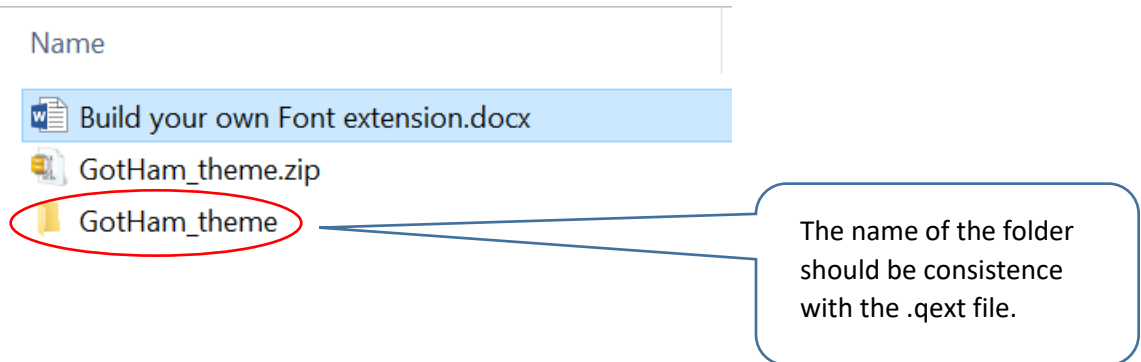 Name
Build your own Font extension.docx
GotHam_theme.zip
GotHam_theme
The name of the folder
should be consistence
with the .qext file.